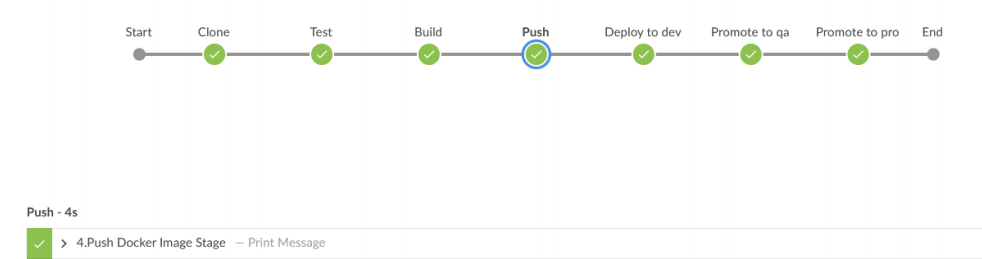 Start Clone Test Build Push Deploy to dev Promote to qa Promote to pro End
Push - 4s
4.Push Docker Image Stage — Print Message